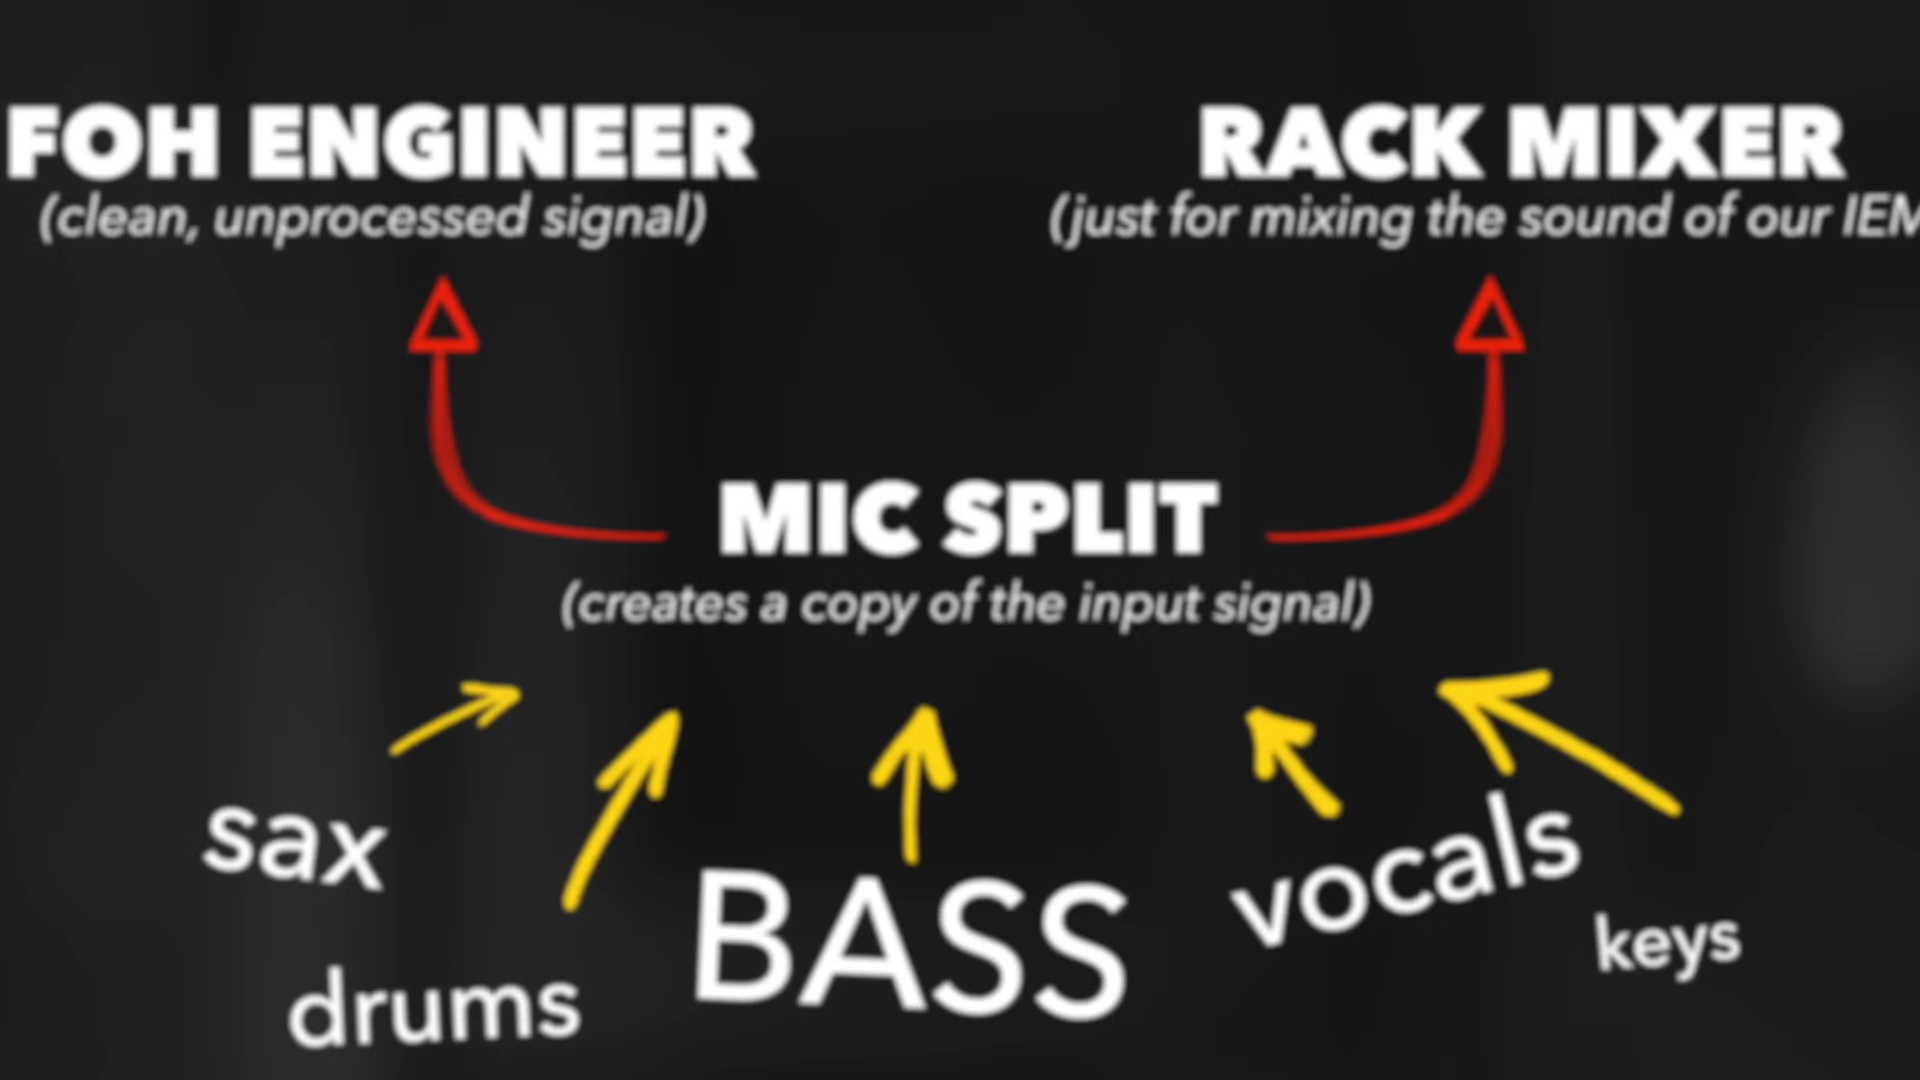 FOH ENGINEER
(clean, unprocessed signal)
RACK MIXER
(just for mixing the sound of our IEM
MIC SPLIT
(creates a copy of the input signal)
sax
drums
BASS
vocals
keys